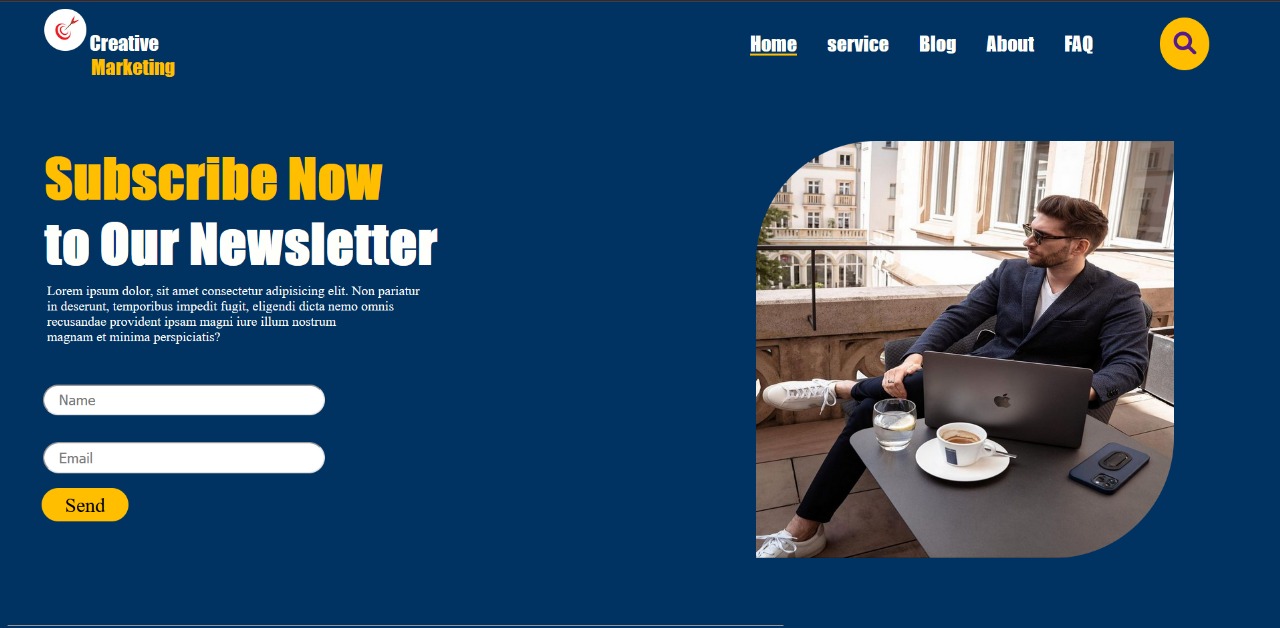 Creative
Marketing
Home service Blog About FAQ
Subscribe Now
to Our Newsletter
Lorem ipsum dolor, sit amet consectetur adipisicing elit. Non pariatur
in deserunt, temporibus impedit fugit, eligendi dicta nemo omnis
recusandae provident ipsam magni iure illum nostrum
magnam et minima perspiciatis?
Name
Email
Send